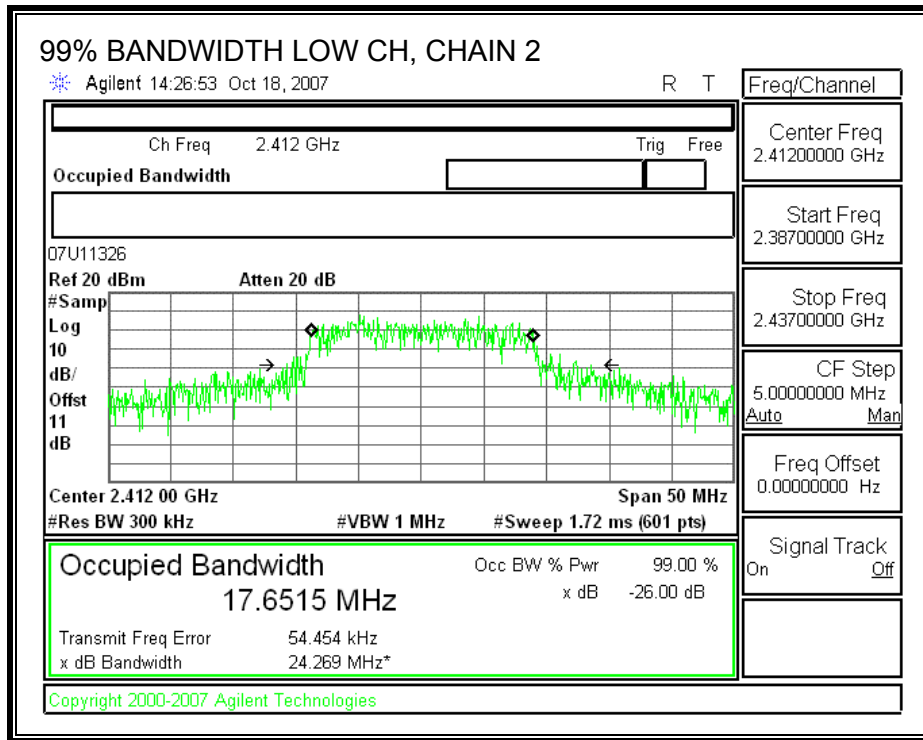 99% BANDWIDTH LOW CH, CHAIN 2
Agilent 14:26:53 Oct 18, 2007 R T
Freq/Channel
Ch Freq 2.412 GHz Trig Free
Occupied Bandwidth
Center Freq
2.41200000 GHz
Start Freq
2.38700000 GHz
Stop Freq
2.43700000 GHz
CF Step
5.00000000 MHz
Auto Man
Freq Offset
0.00000000 Hz
Signal Track
On Off
07U11326
Ref 20 dBm Atten 20 dB
#Samp
Log
10
dB/
Offst
11
dB
Center 2.412 00 GHz Span 50 MHz
#Res BW 300 kHz #VBW 1 MHz #Sweep 1.72 ms (601 pts)
Occupied Bandwidth Occ BW % Pwr 99.00 %
17.6515 MHz x dB -26.00 dB
Transmit Freq Error 54.454 kHz
x dB Bandwidth 24.269 MHz*
Copyright 2000-2007 Agilent Technologies